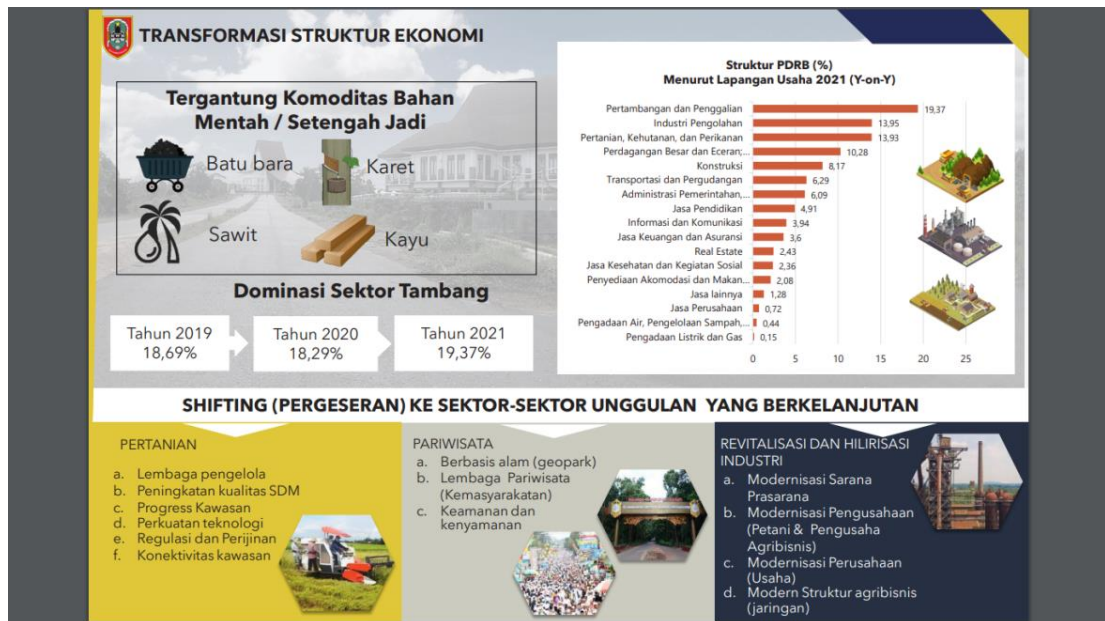 TRANSFORMASI STRUKTUR EKONOMI
Tergantung Komoditas Bahan
Mentah / Setengah Jadi
Batu bara
Karet
Sawit
Kayu
Dominasi Sektor Tambang
Tahun 2019
18,69%
Tahun 2020
18,29%
Tahun 2021
19,37%
Struktur PDRB (%)
Menurut Lapangan Usaha 2021 (Y-on-Y)
Pertambangan dan Penggalian 19,37
Industri Pengolahan 13,95
Pertanian, Kehutanan, dan Perikanan 13,93
Perdagangan Besar dan Eceran;... 10,28
Konstruksi 8,17
Transportasi dan Pergudangan 6,29
Administrasi Pemerintahan,... 6,09
Jasa Pendidikan 4,91
Informasi dan Komunikasi 3,94
Jasa Keuangan dan Asuransi 3,6
Real Estate 2,43
Jasa Kesehatan dan Kegiatan Sosial 2,36
Penyediaan Akomodasi dan Makan... 2,08
Jasa lainnya 1,28
Jasa Perusahaan 0,72
Pengadaan Air, Pengelolaan Sampah,... 0,44
Pengadaan Listrik dan Gas 0,15
0 5 10 15 20 25
SHIFTING (PERGESERAN) KE SEKTOR-SEKTOR UNGGULAN YANG BERKELANJUTAN
PERTANIAN
a. Lembaga pengelola
b. Peningkatan kualitas SDM
c. Progress Kawasan
d. Perkuatan teknologi
e. Regulasi dan Perijinan
f. Konektivitas kawasan
PARIWISATA
a. Berbasis alam (geopark)
b. Lembaga Pariwisata
(Kemasyarakatan)
c. Keamanan dan
kenyamanan
REVITALISASI DAN HILIRISASI
INDUSTRI
a. Modernisasi Sarana
Prasarana
b. Modernisasi Pengusahaan
(Petani & Pengusaha
Agribisnis)
c. Modernisasi Perusahaan
(Usaha)
d. Modern Struktur agribisnis
(jaringan)